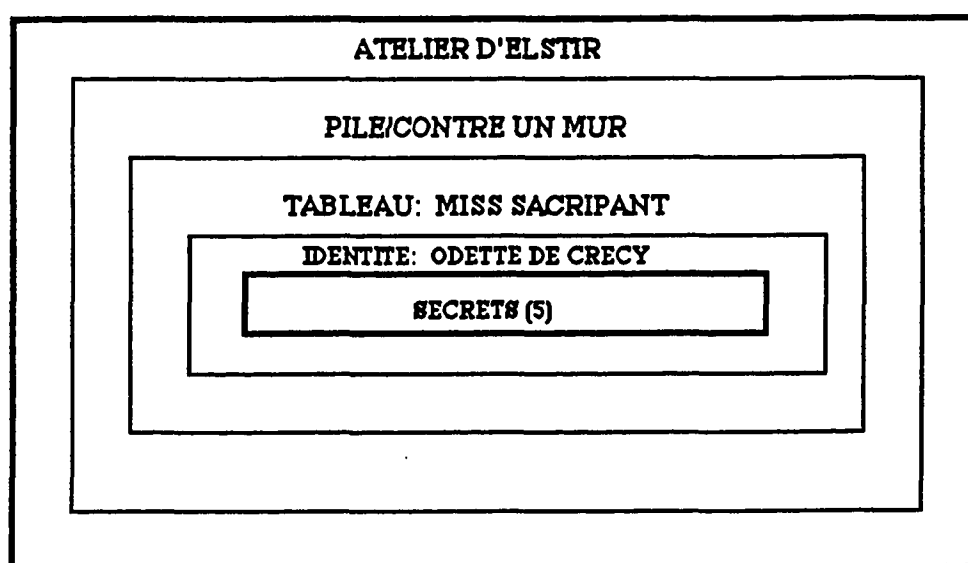 ATELIER D'ELSTIR
PILE/CONTRE UN MUR
TABLEAU: MISS SACRIPANT
IDENTITE: ODETTE DE CRECY
SECRETS (5)